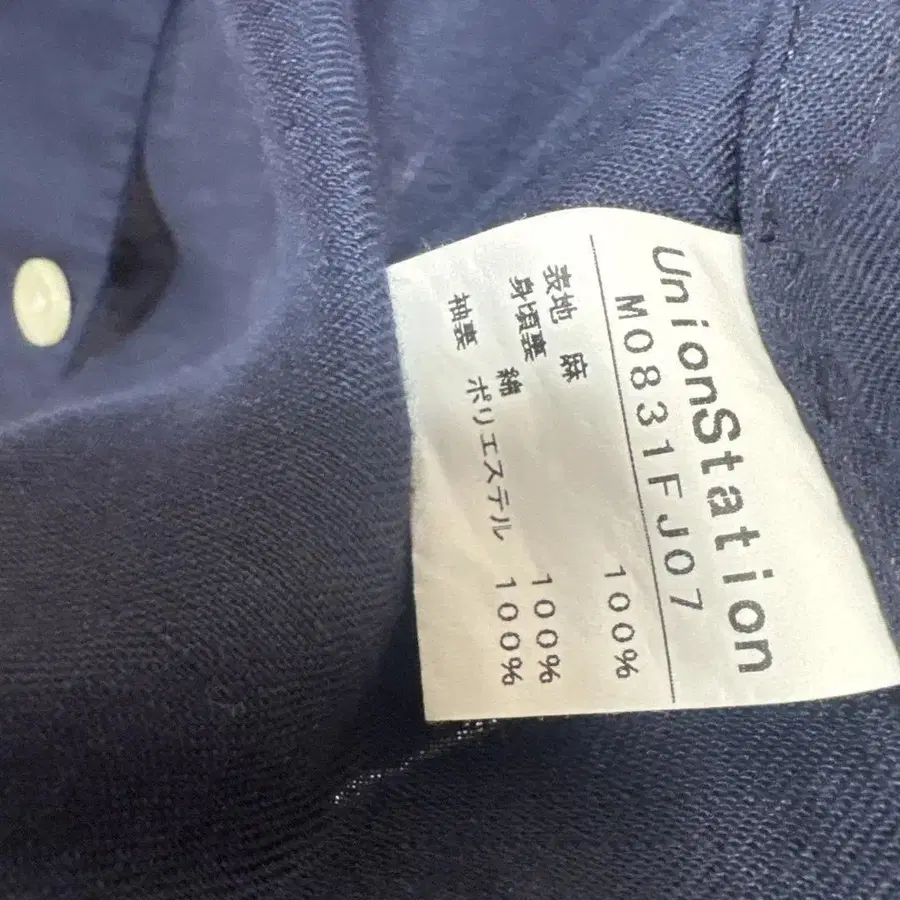 UnionStation
M0831FJ07
表地 麻 100%
身頃裏 綿 100%
袖裏 ポリエステル 100%